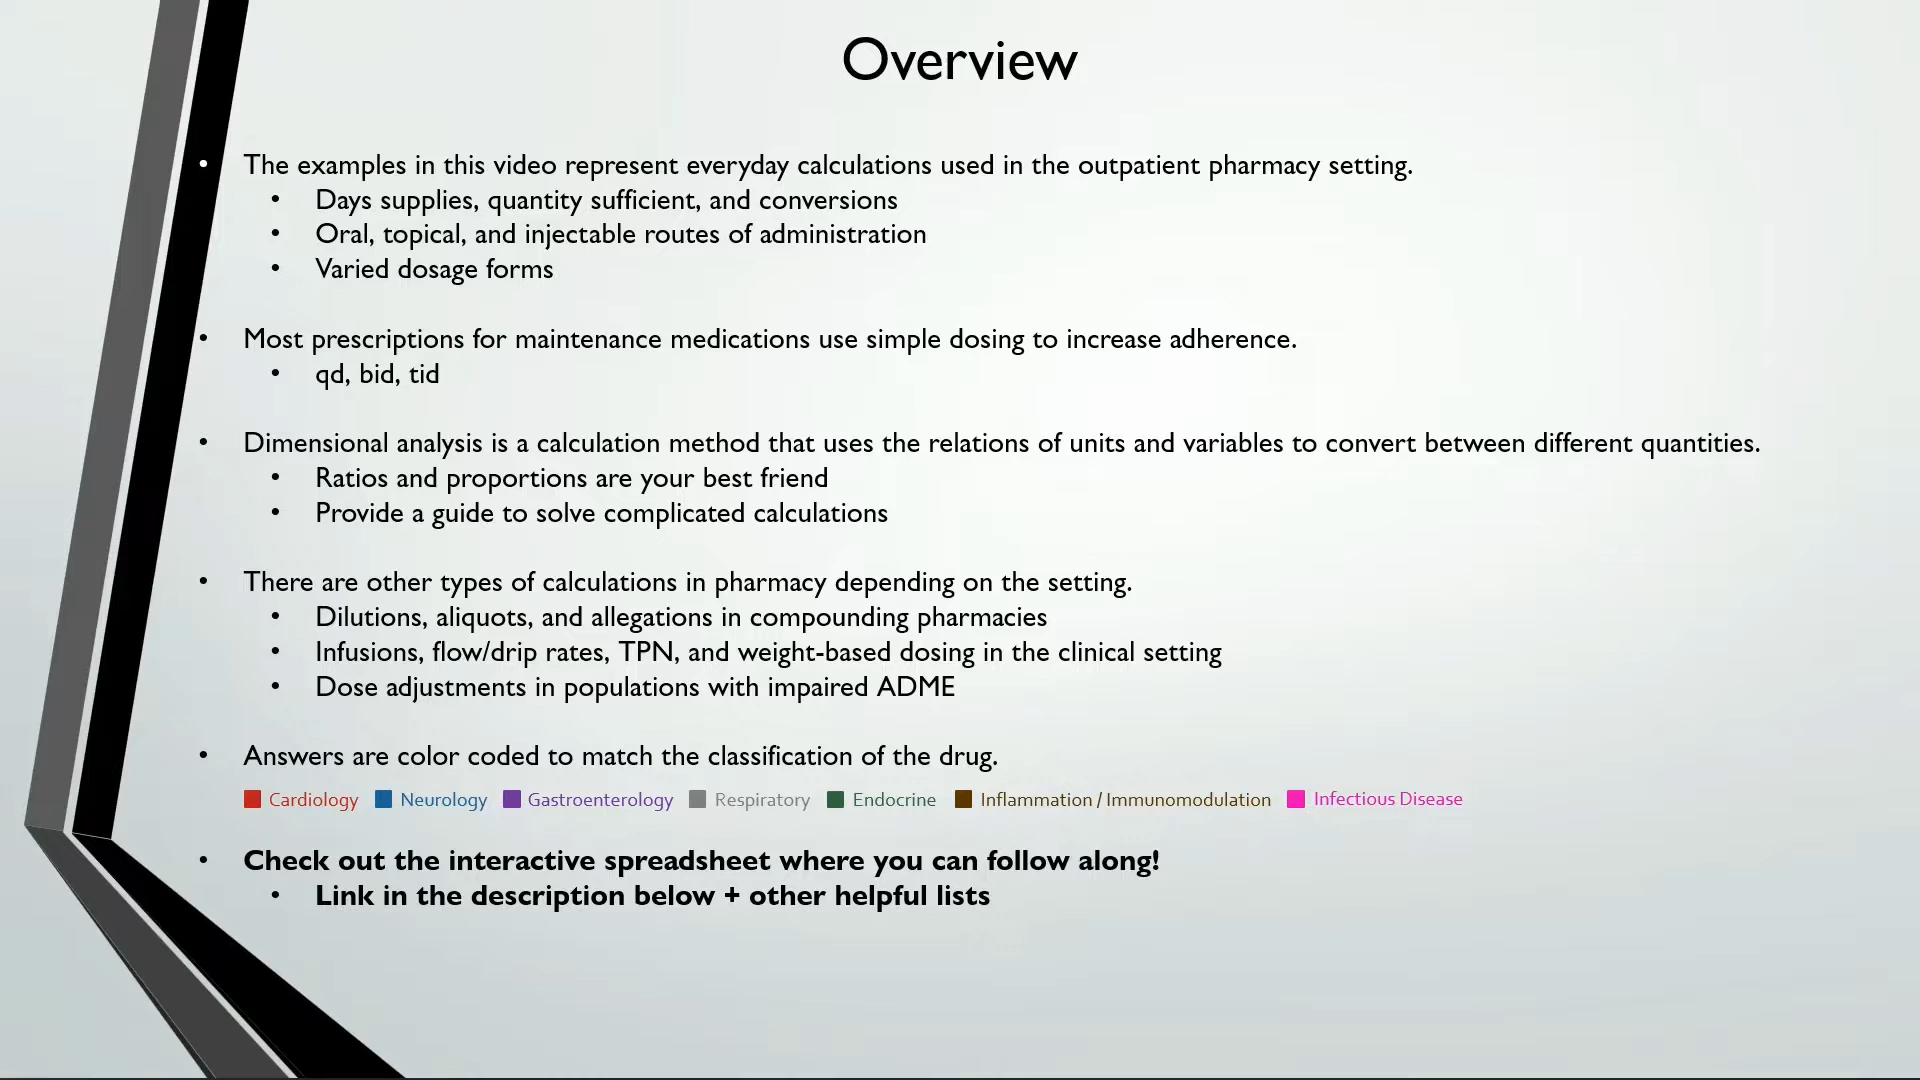 Overview
• The examples in this video represent everyday calculations used in the outpatient pharmacy setting.
• Days supplies, quantity sufficient, and conversions
• Oral, topical, and injectable routes of administration
• Varied dosage forms
• Most prescriptions for maintenance medications use simple dosing to increase adherence.
• qd, bid, tid
• Dimensional analysis is a calculation method that uses the relations of units and variables to convert between different quantities.
• Ratios and proportions are your best friend
• Provide a guide to solve complicated calculations
• There are other types of calculations in pharmacy depending on the setting.
• Dilutions, aliquots, and allegations in compounding pharmacies
• Infusions, flow/drip rates, TPN, and weight-based dosing in the clinical setting
• Dose adjustments in populations with impaired ADME
• Answers are color coded to match the classification of the drug.
Cardiology Neurology Gastroenterology Respiratory Endocrine Inflammation / Immunomodulation Infectious Disease
• Check out the interactive spreadsheet where you can follow along!
• Link in the description below + other helpful lists